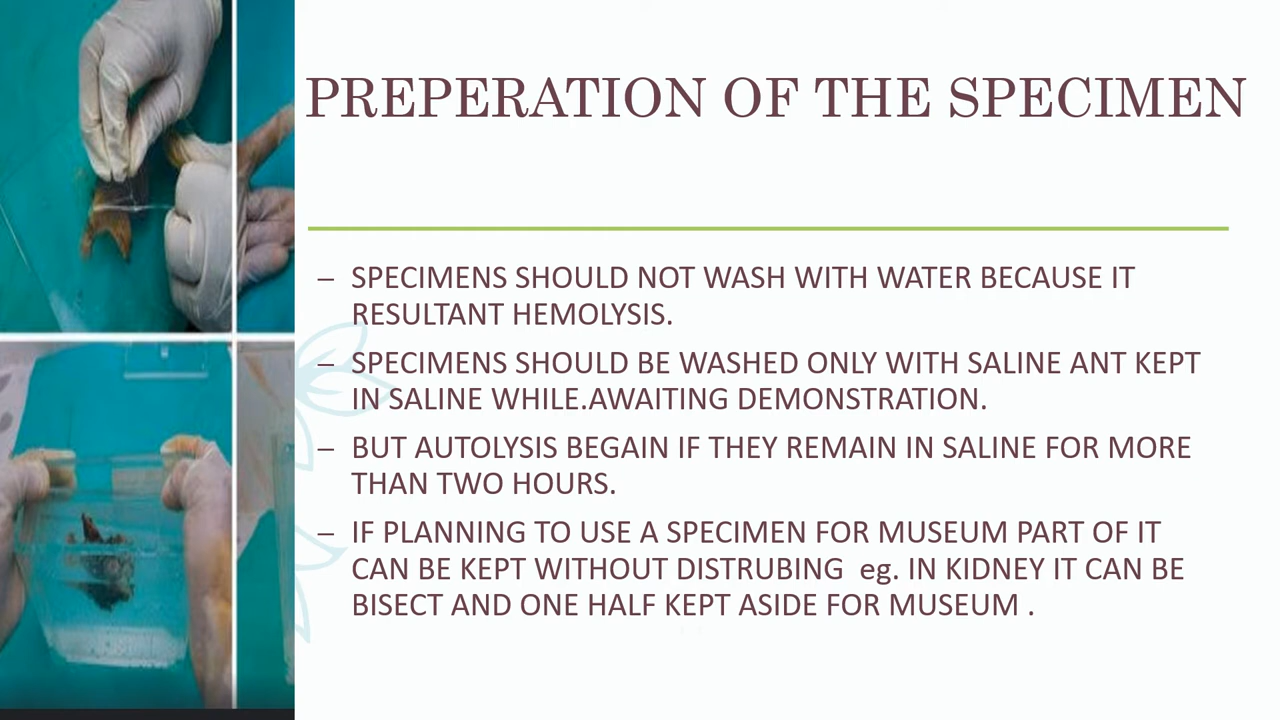 PREPERATION OF THE SPECIMEN
– SPECIMENS SHOULD NOT WASH WITH WATER BECAUSE IT
RESULTANT HEMOLYSIS.
– SPECIMENS SHOULD BE WASHED ONLY WITH SALINE ANT KEPT
IN SALINE WHILE.AWAITING DEMONSTRATION.
– BUT AUTOLYSIS BEGAIN IF THEY REMAIN IN SALINE FOR MORE
THAN TWO HOURS.
– IF PLANNING TO USE A SPECIMEN FOR MUSEUM PART OF IT
CAN BE KEPT WITHOUT DISTRUBING eg. IN KIDNEY IT CAN BE
BISECT AND ONE HALF KEPT ASIDE FOR MUSEUM .